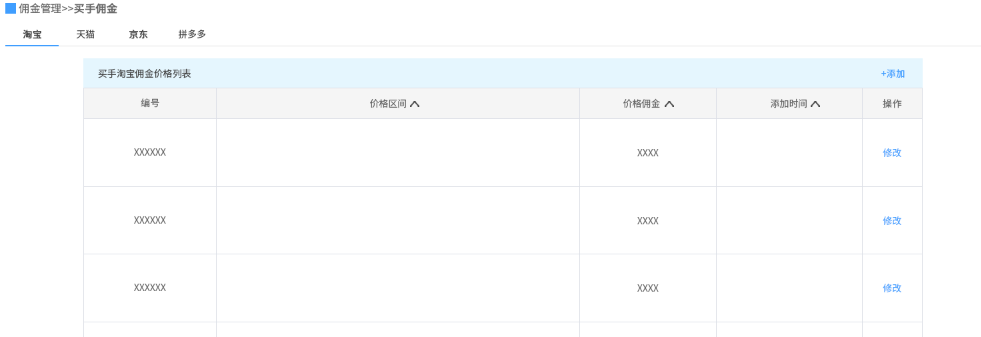 佣金管理>>买手佣金
淘宝 天猫 京东 拼多多
买手淘宝佣金价格列表 +添加
编号 价格区间 价格佣金 添加时间 操作
XXXXXX XXXX 修改
XXXXXX XXXX 修改
XXXXXX XXXX 修改